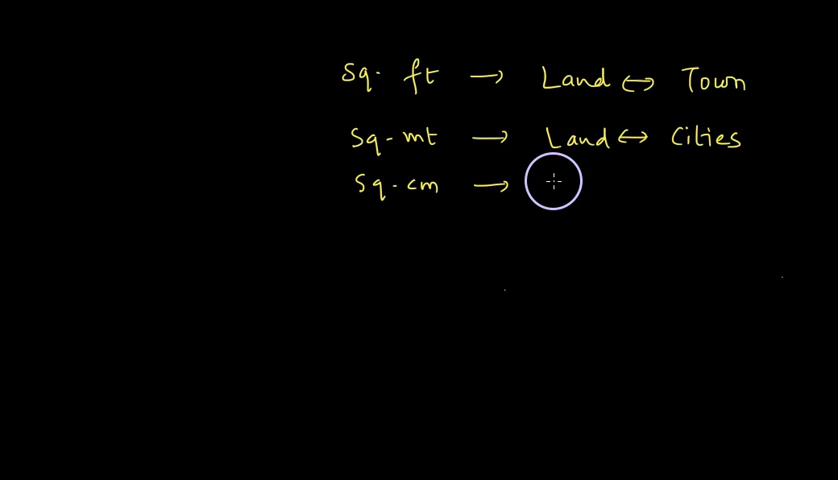 Sq. ft → Land ↔ Town
Sq. mt → Land ↔ Cities
Sq. cm →